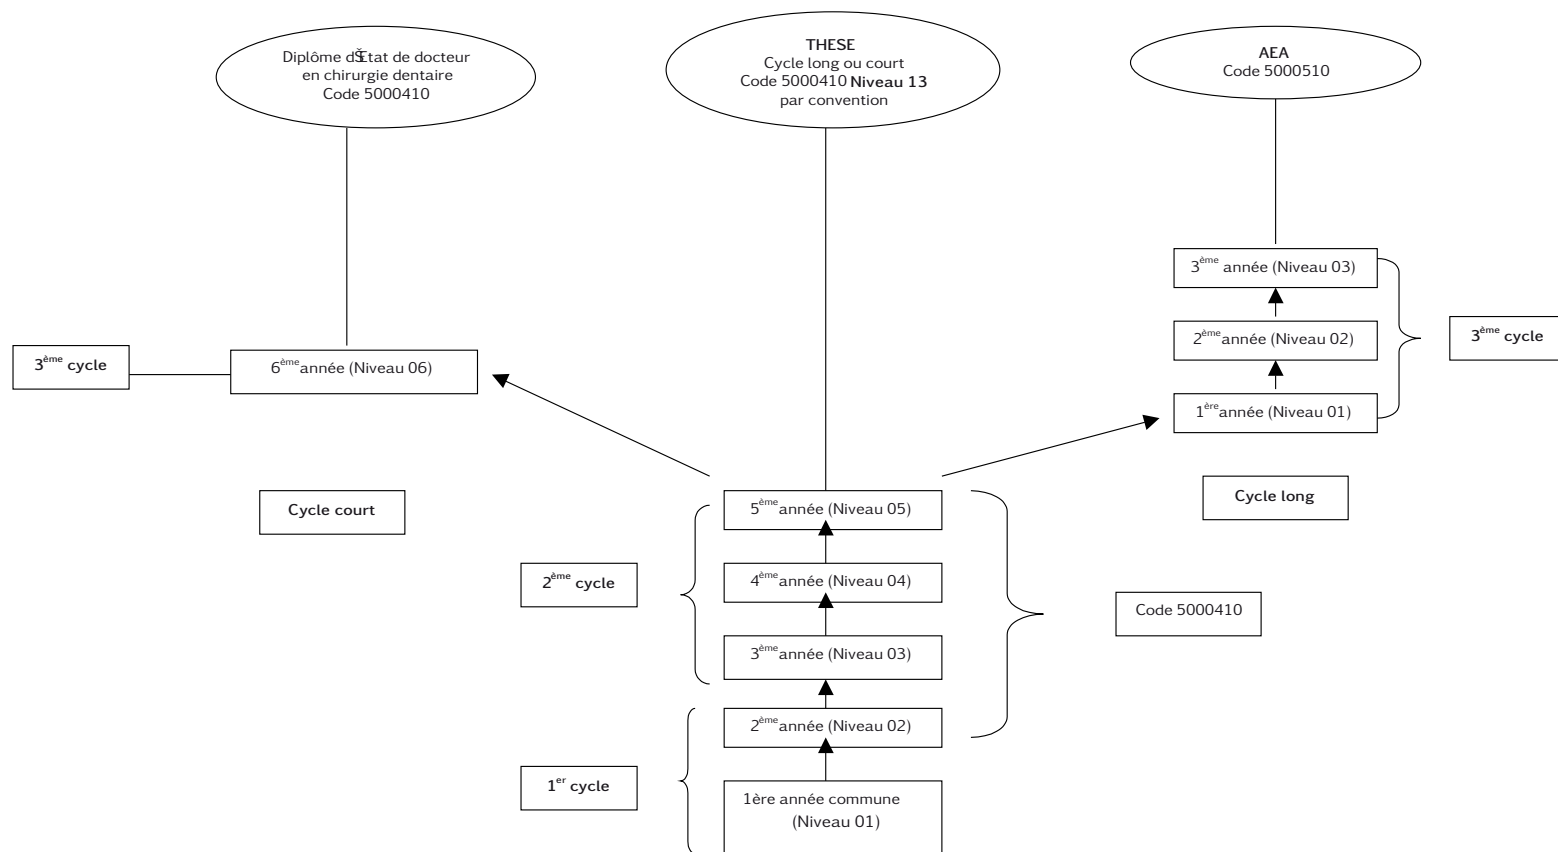 Diplôme dŠEtat de docteur
en chirurgie dentaire
Code 5000410
THESE
Cycle long ou court
Code 5000410 Niveau 13
par convention
AEA
Code 5000510
3ème année (Niveau 03)
2ème année (Niveau 02)
3ème cycle
1ère année (Niveau 01)
3ème cycle
6ème année (Niveau 06)
Cycle court
Cycle long
5ème année (Niveau 05)
2ème cycle
4ème année (Niveau 04)
Code 5000410
3ème année (Niveau 03)
2ème année (Niveau 02)
1er cycle
1ère année commune
(Niveau 01)